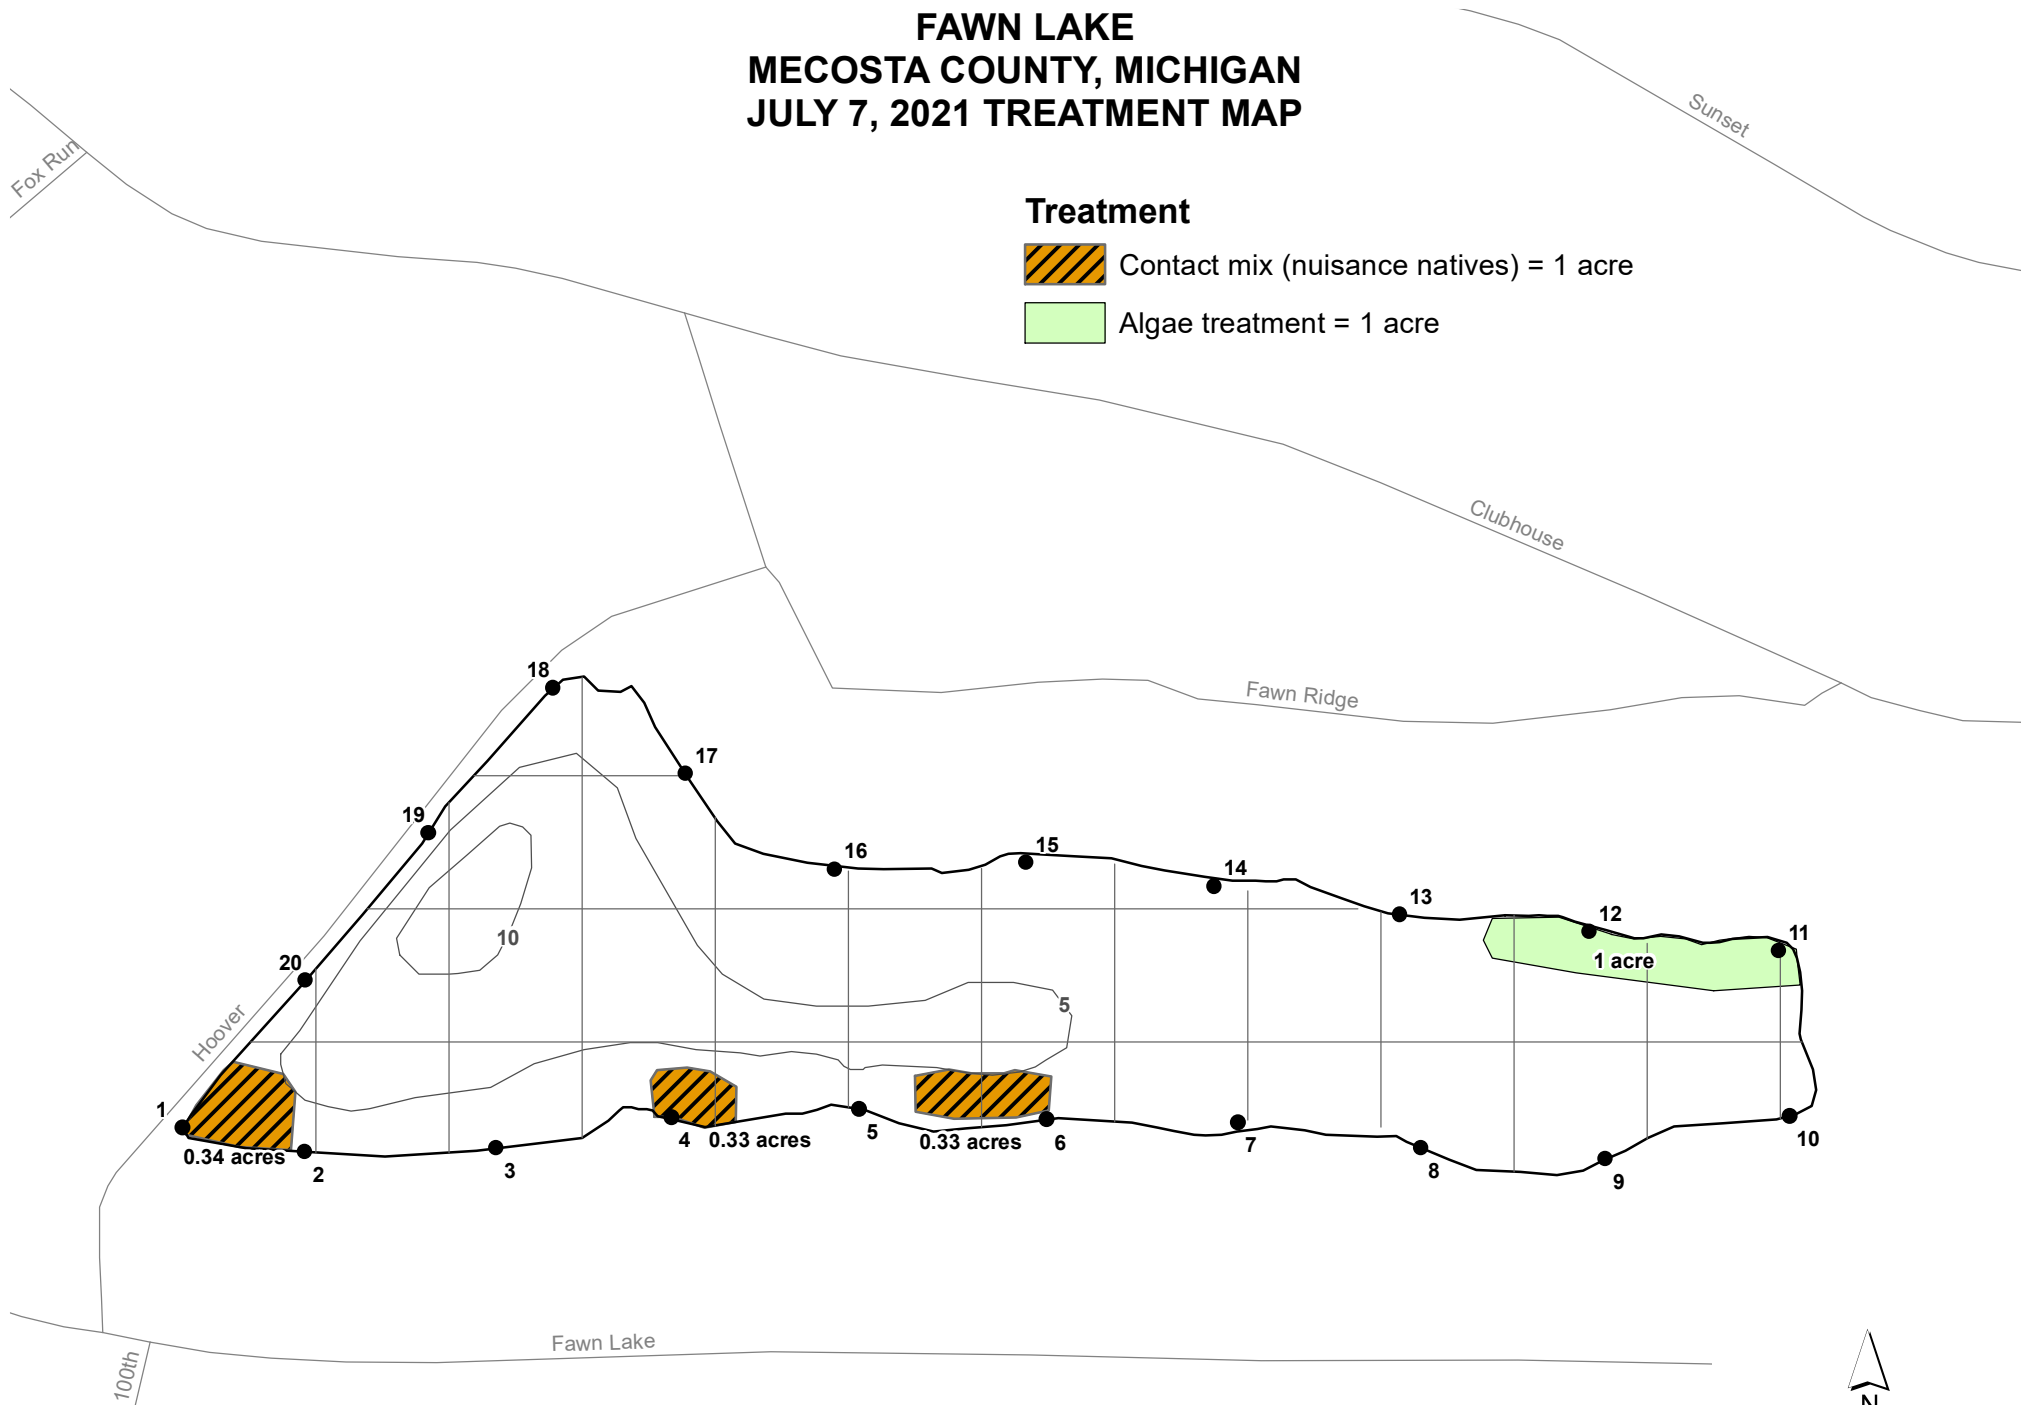 FAWN LAKE
MECOSTA COUNTY, MICHIGAN
JULY 7, 2021 TREATMENT MAP
Sunset
Fox Run
Treatment
Contact mix (nuisance natives) = 1 acre
Algae treatment = 1 acre
Clubhouse
Fawn Ridge
18
17
19
16
15
14
13
12
11
10
1 acre
20
5
Hoover
1
4
0.33 acres
5
0.33 acres
6
7
8
9
10
0.34 acres
2
3
Fawn Lake
100th
N